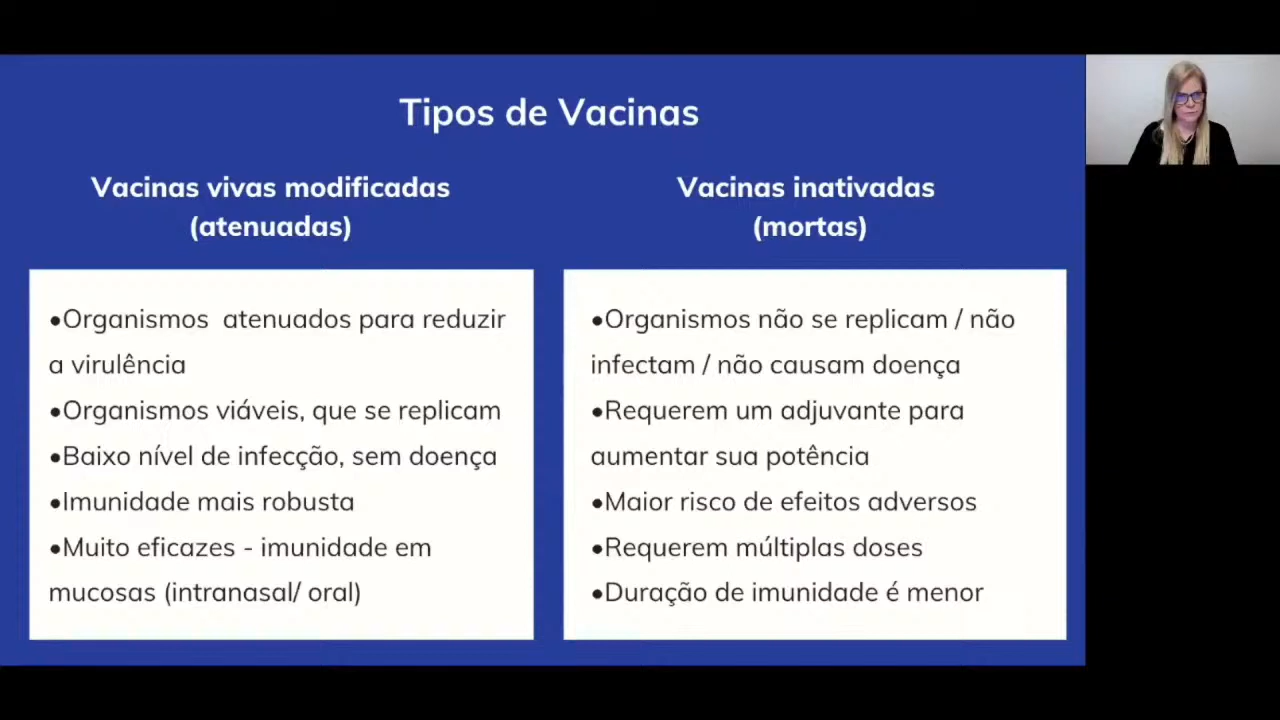 Tipos de Vacinas
Vacinas vivas modificadas
(atenuadas)
•Organismos atenuados para reduzir
a virulência
•Organismos viáveis, que se replicam
•Baixo nível de infecção, sem doença
•Imunidade mais robusta
•Muito eficazes - imunidade em
mucosas (intranasal/ oral)
Vacinas inativadas
(mortas)
•Organismos não se replicam / não
infectam / não causam doença
•Requerem um adjuvante para
aumentar sua potência
•Maior risco de efeitos adversos
•Requerem múltiplas doses
•Duração de imunidade é menor